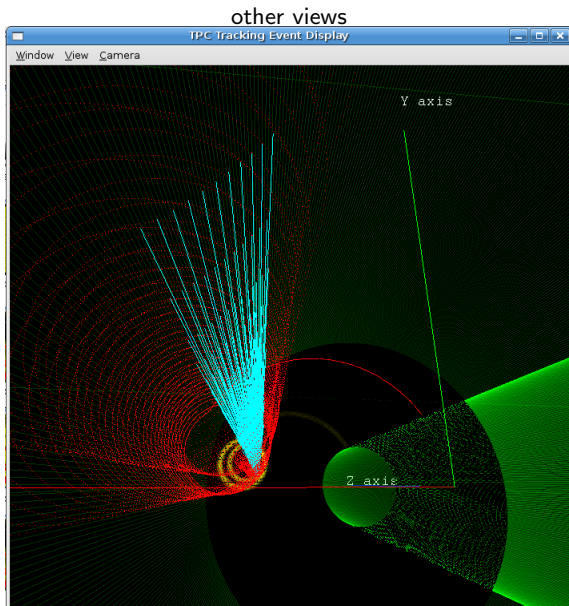 other views
TPC Tracking Event Display
Window View Camera
Y axis
Z axis